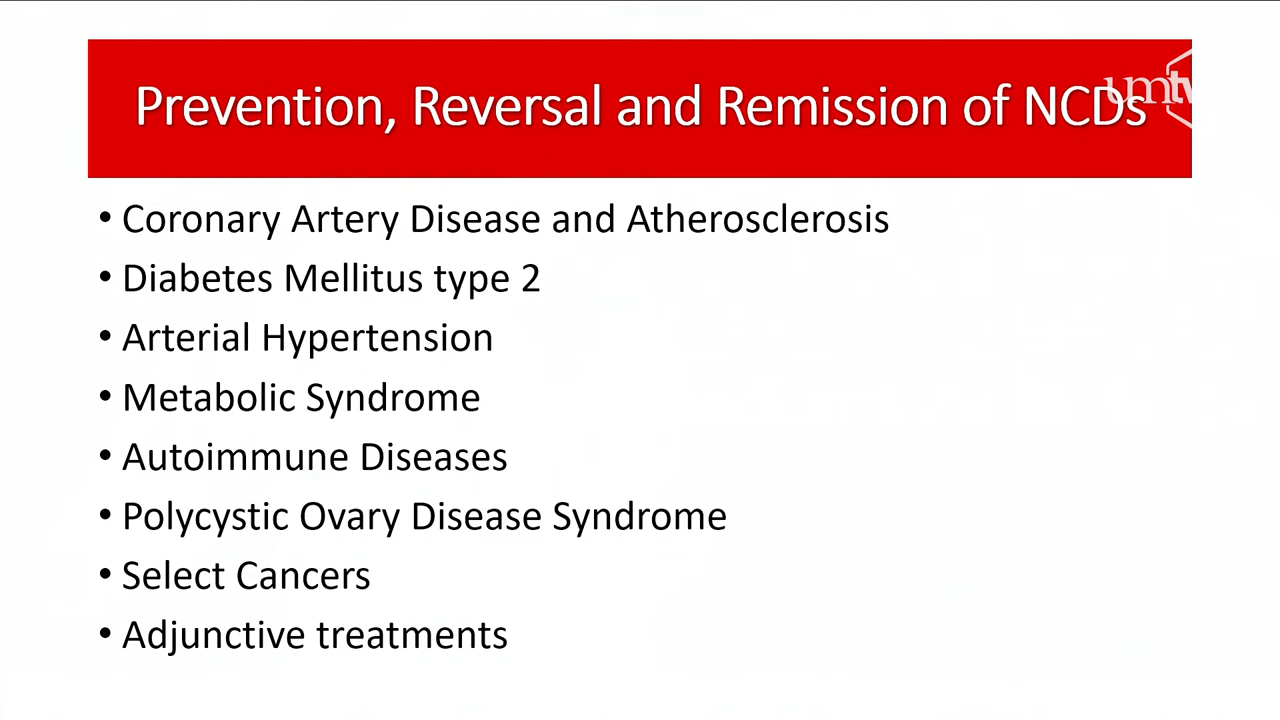 Prevention, Reversal and Remission of NCDs
umtv
• Coronary Artery Disease and Atherosclerosis
• Diabetes Mellitus type 2
• Arterial Hypertension
• Metabolic Syndrome
• Autoimmune Diseases
• Polycystic Ovary Disease Syndrome
• Select Cancers
• Adjunctive treatments